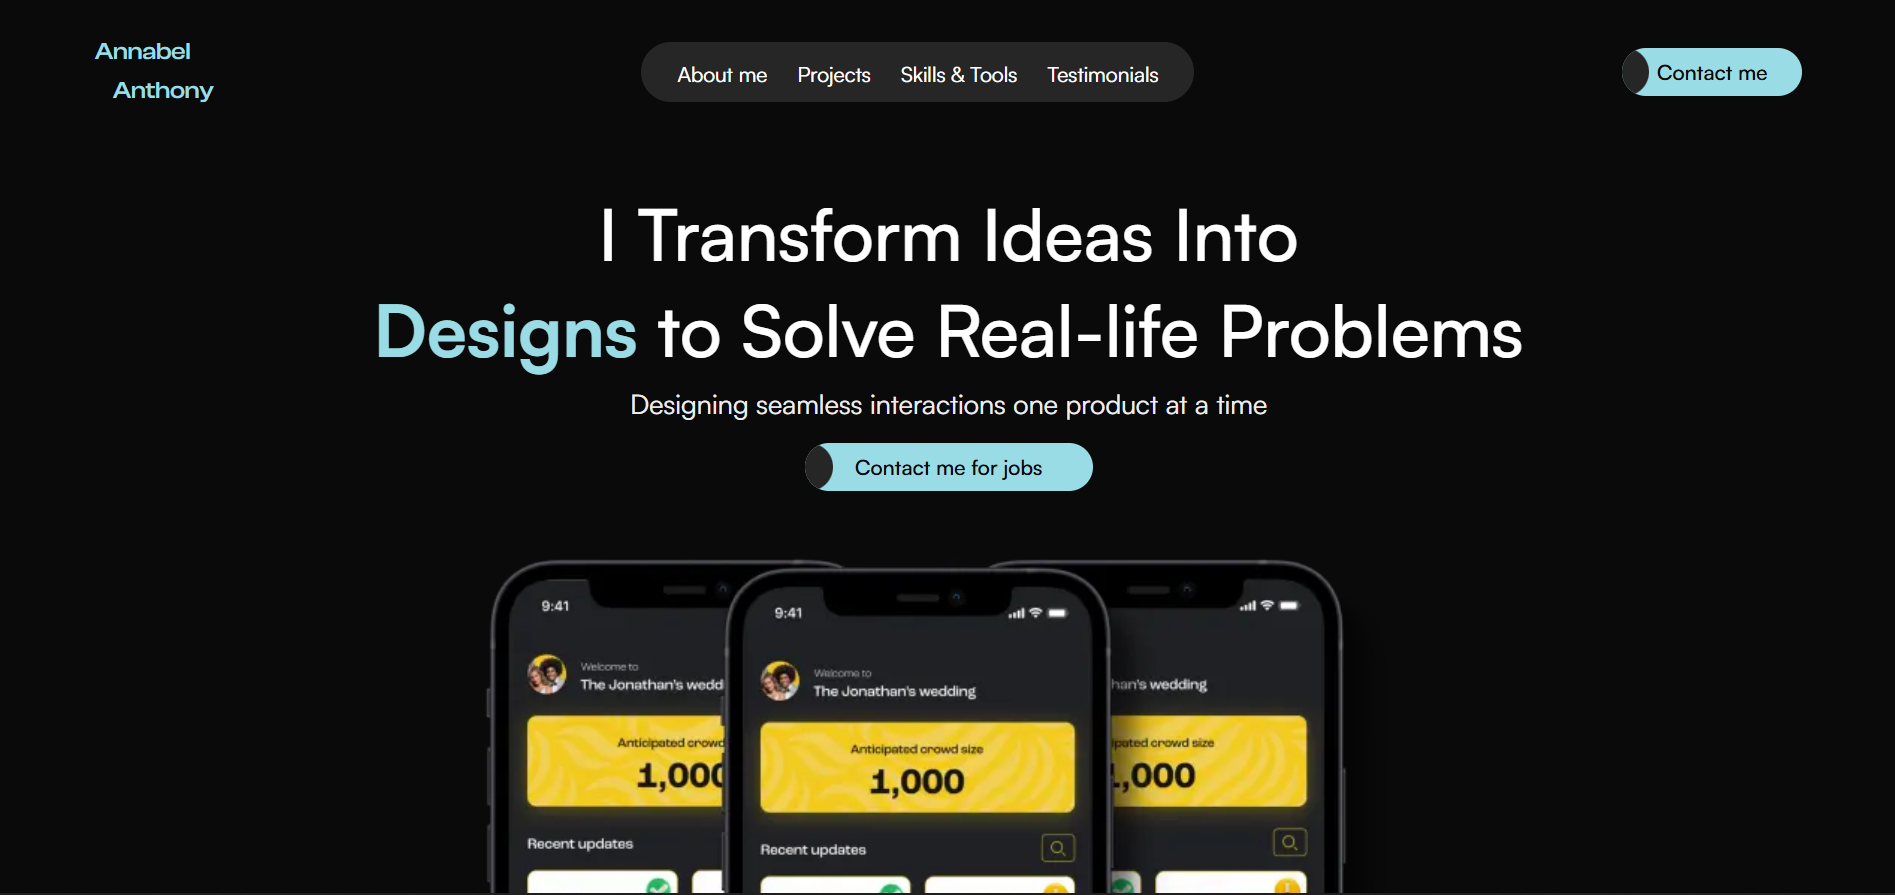 Annabel
Anthony
About me
Projects
Skills & Tools
Testimonials
Contact me
I Transform Ideas Into
Designs to Solve Real-life Problems
Designing seamless interactions one product at a time
Contact me for jobs
9:41
Welcome to
The Jonathan's wedd
Anticipated crowd
1,000
Recent updates
9:41
Welcome to
The Jonathan's wedding
Anticipated crowd size
1,000
Recent updates
han's wedding
pated crowd size
1,000